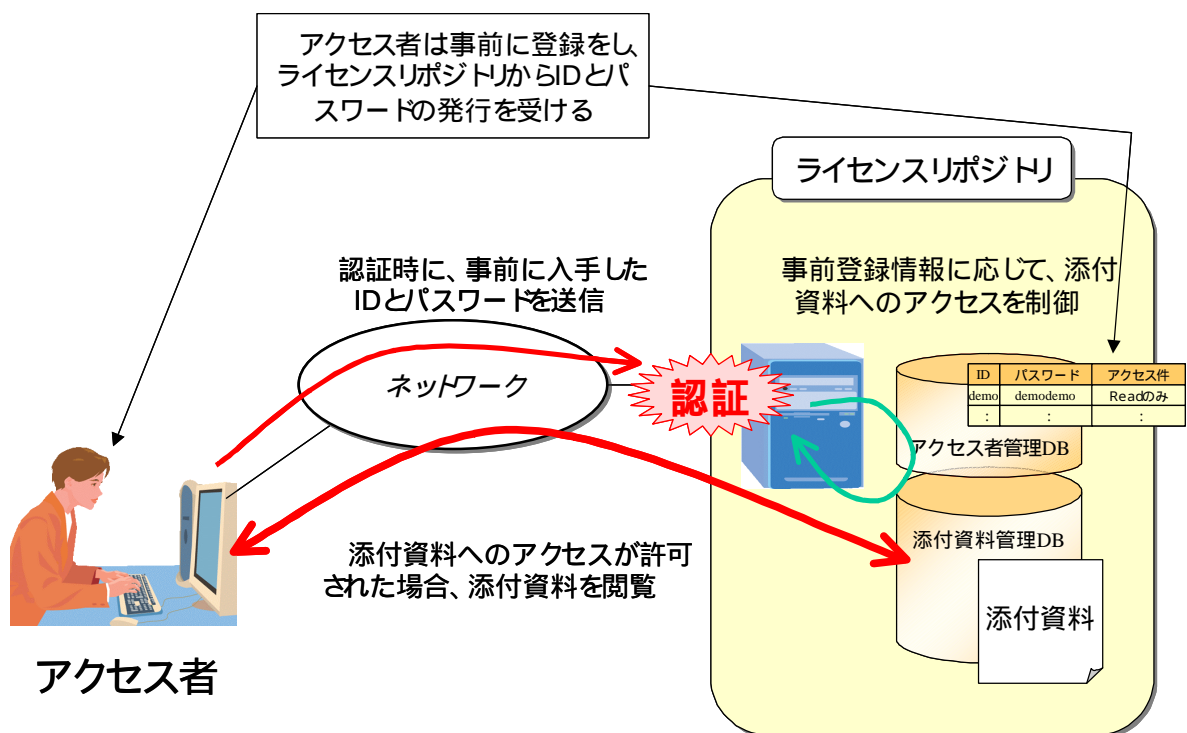 アクセス者は事前に登録をし、
ライセンスリポジトリからIDとパ
スワードの発行を受ける
ライセンスリポジトリ
認証時に、事前に入手した
IDとパスワードを送信
事前登録情報に応じて、添付
資料へのアクセスを制御
ネットワーク
認証
ID パスワード アクセス件
demo demodemo Readのみ
: : :
アクセス者管理DB
添付資料管理DB
添付資料へのアクセスが許可
された場合、添付資料を閲覧
添付資料
アクセス者